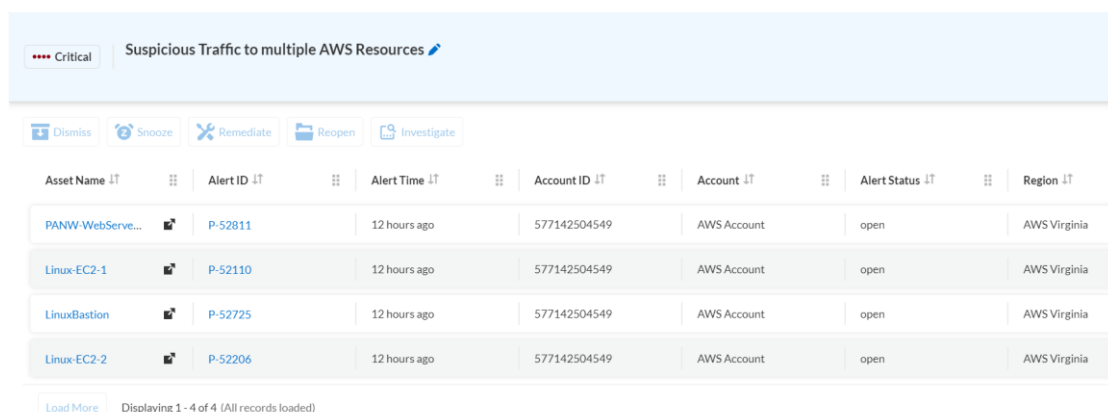 Critical Suspicious Traffic to multiple AWS Resources
Dismiss Snooze Remediate Reopen Investigate
Asset Name Alert ID Alert Time Account ID Account Alert Status Region
PANW-WebServe... P-52811 12 hours ago 577142504549 AWS Account open AWS Virginia
Linux-EC2-1 P-52110 12 hours ago 577142504549 AWS Account open AWS Virginia
LinuxBastion P-52725 12 hours ago 577142504549 AWS Account open AWS Virginia
Linux-EC2-2 P-52206 12 hours ago 577142504549 AWS Account open AWS Virginia
Load More Displaying 1 - 4 of 4 (All records loaded)